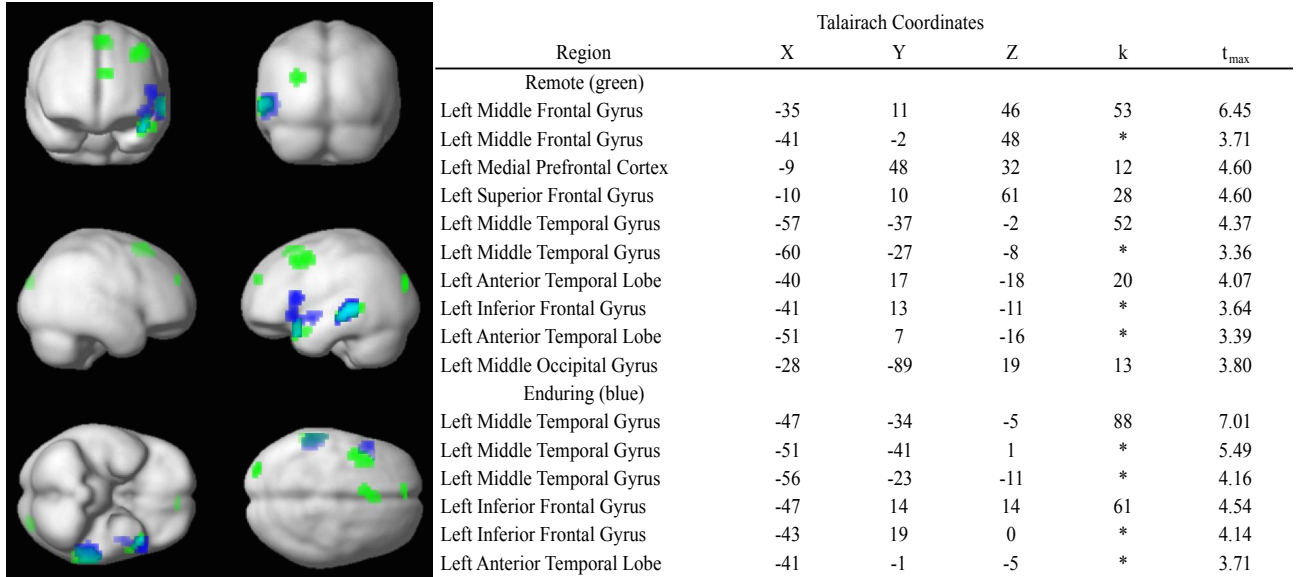 Talairach Coordinates
Region X Y Z k t_max
Remote (green)
Left Middle Frontal Gyrus -35 11 46 53 6.45
Left Middle Frontal Gyrus -41 -2 48 * 3.71
Left Medial Prefrontal Cortex -9 48 32 12 4.60
Left Superior Frontal Gyrus -10 10 61 28 4.60
Left Middle Temporal Gyrus -57 -37 -2 52 4.37
Left Middle Temporal Gyrus -60 -27 -8 * 3.36
Left Anterior Temporal Lobe -40 17 -18 20 4.07
Left Inferior Frontal Gyrus -41 13 -11 * 3.64
Left Anterior Temporal Lobe -51 7 -16 * 3.39
Left Middle Occipital Gyrus -28 -89 19 13 3.80
Enduring (blue)
Left Middle Temporal Gyrus -47 -34 -5 88 7.01
Left Middle Temporal Gyrus -51 -41 1 * 5.49
Left Middle Temporal Gyrus -56 -23 -11 * 4.16
Left Inferior Frontal Gyrus -47 14 14 61 4.54
Left Inferior Frontal Gyrus -43 19 0 * 4.14
Left Anterior Temporal Lobe -41 -1 -5 * 3.71